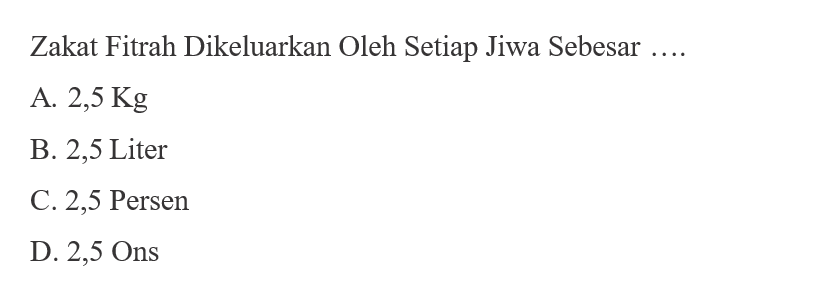 Zakat Fitrah Dikeluarkan Oleh Setiap Jiwa Sebesar ….
A. 2,5 Kg
B. 2,5 Liter
C. 2,5 Persen
D. 2,5 Ons